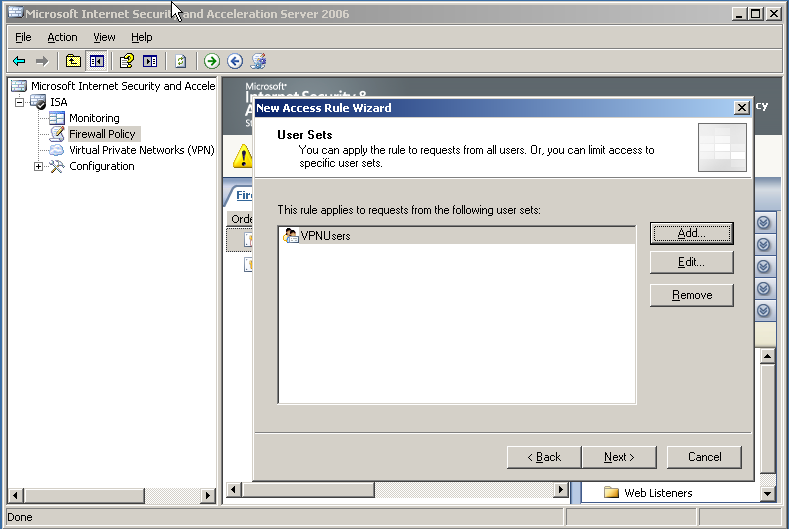 Microsoft Internet Security and Acceleration Server 2006
File Action View Help
Microsoft Internet Security and Accele
ISA
Monitoring
Firewall Policy
Virtual Private Networks (VPN)
Configuration
Microsoft
Internet Security &
A
S
cy
Fire
Orde
New Access Rule Wizard
User Sets
You can apply the rule to requests from all users. Or, you can limit access to
specific user sets.
This rule applies to requests from the following user sets:
VPNUsers
Add...
Edit...
Remove
< Back Next > Cancel
Web Listeners
Done